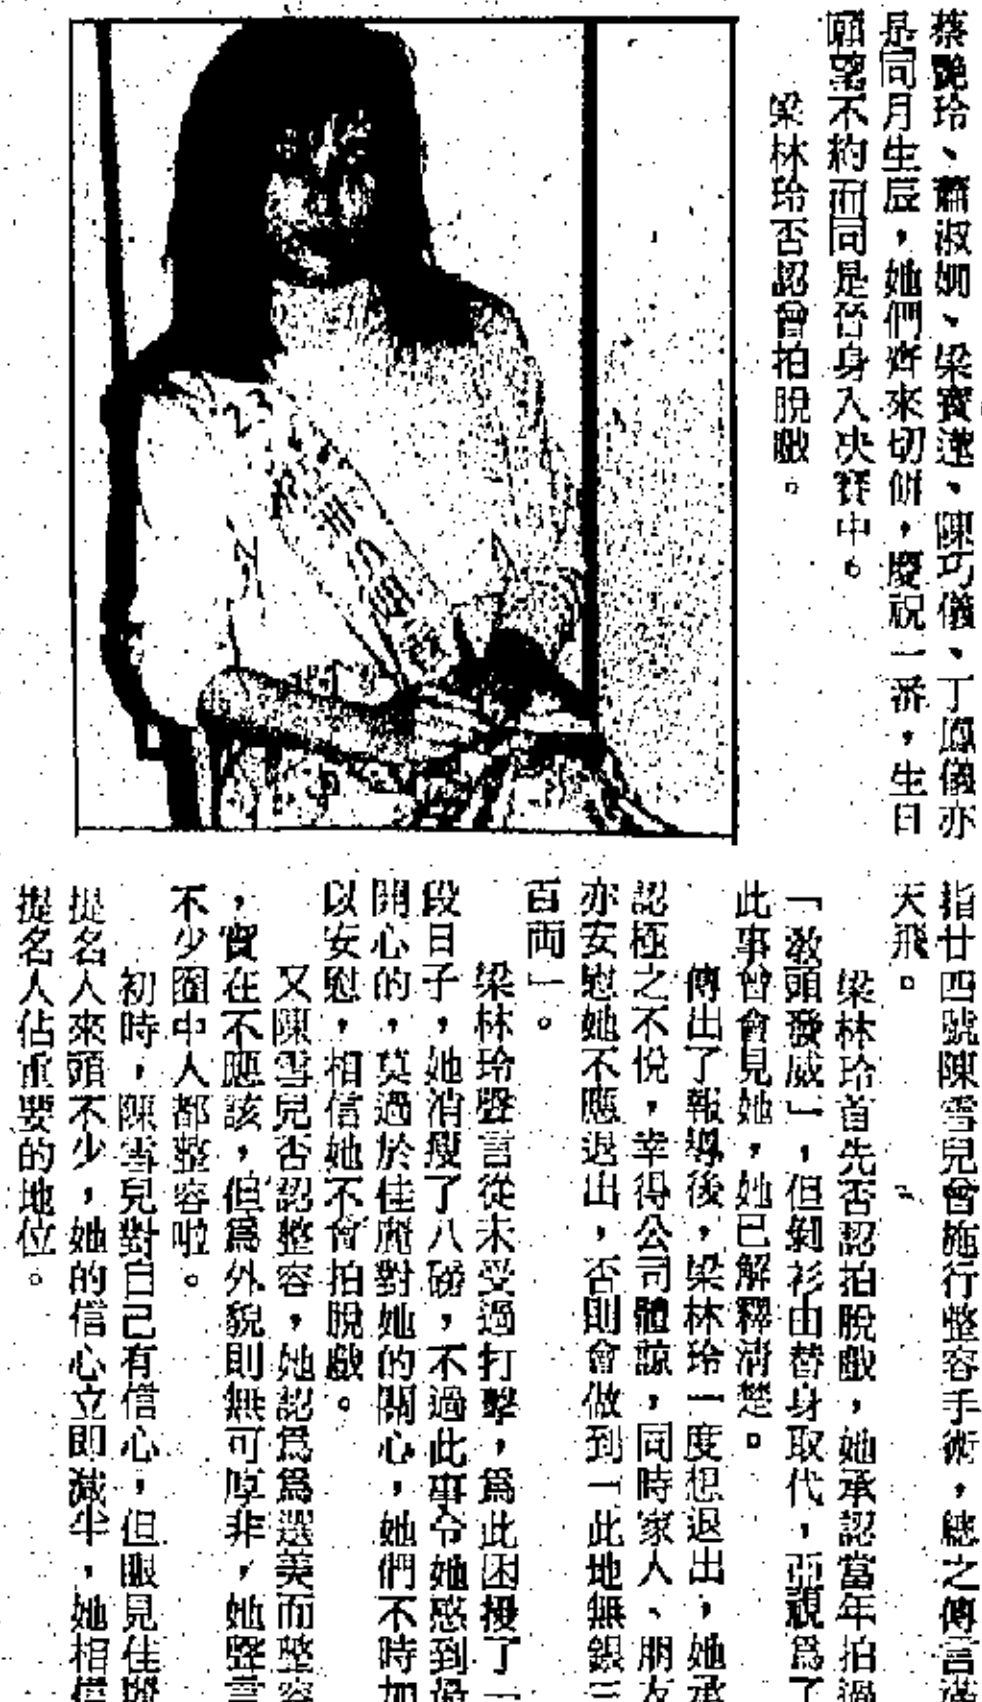 蔡艷玲、蕭淑嫺、梁寶蓮、陳巧儀、丁鳳儀亦
是同月生辰，她們齊來切餅，慶祝一番，生日
願望不約而同是晉身入決賽中。
梁林玲否認曾拍脫戲。
指廿四號陳雪兒曾施行整容手術，總之傳言滿
天飛。
梁林玲首先否認拍脫戲，她承認當年拍過
「教頭發威」，但剝衫由替身取代，亞視爲了
此事曾會見她，她已解釋清楚。
傳出了報導後，梁林玲一度想退出，她承
認極之不悅，幸得公司體諒，同時家人、朋友
亦安慰她不應退出，否則會做到「此地無銀三
百両」。
梁林玲聲言從未受過打擊，爲此困擾了一
段日子，她消瘦了八磅，不過此事令她感到最
開心的，莫過於佳麗對她的關心，她們不時加
以安慰，相信她不會拍脫戲。
又陳雪兒否認整容，她認爲爲選美而整容
，實在不應該，但爲外貌則無可厚非，她聲言
不少圈中人都整容啦。
初時，陳雪兒對自己有信心，但眼見佳麗
提名人來頭不少，她的信心立即減半，她相信
提名人佔重要的地位。